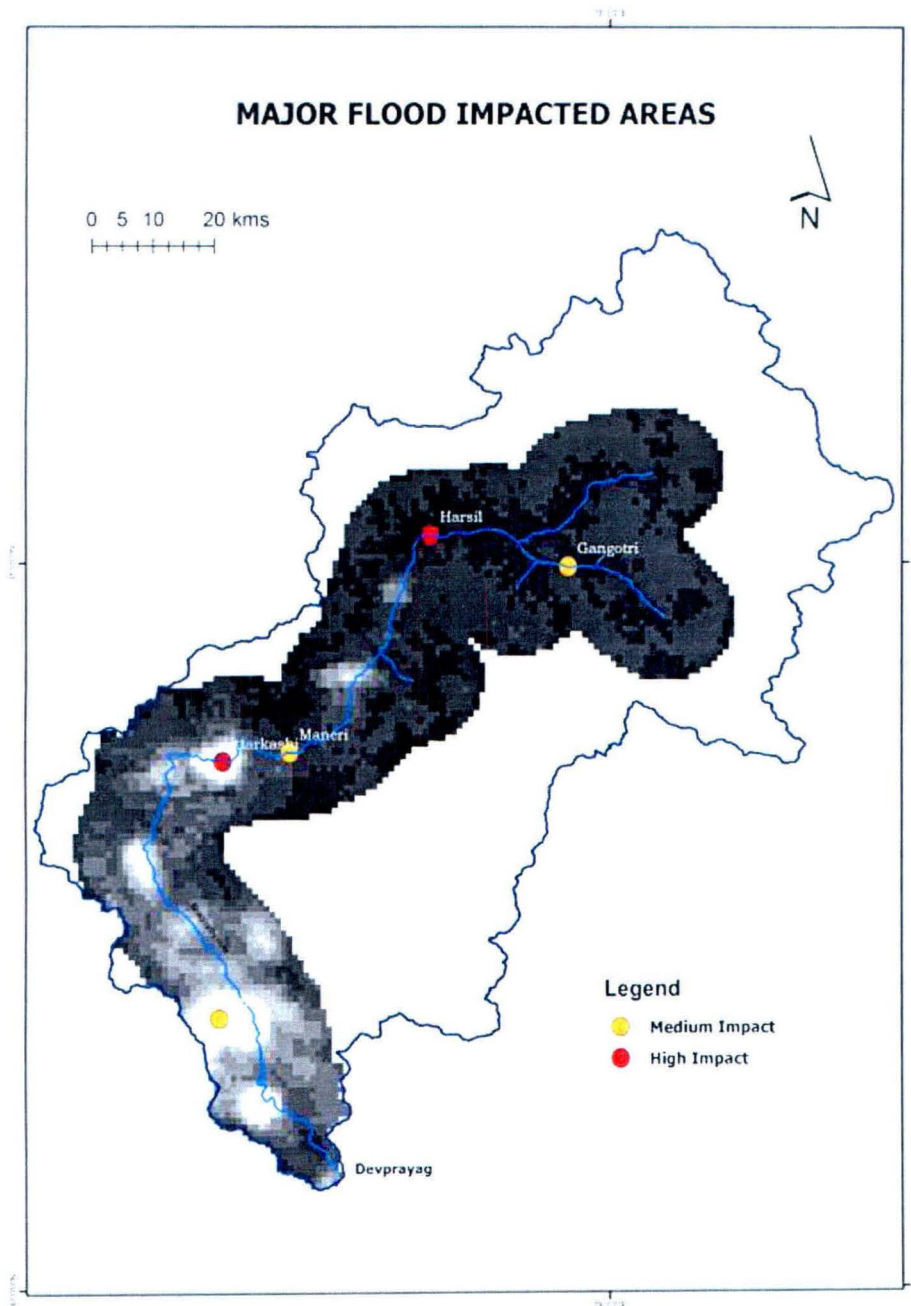 MAJOR FLOOD IMPACTED AREAS
N
0 5 10 20 kms
Harsil
Gangotri
Maneri
Legend
Medium Impact
High Impact
Devprayag